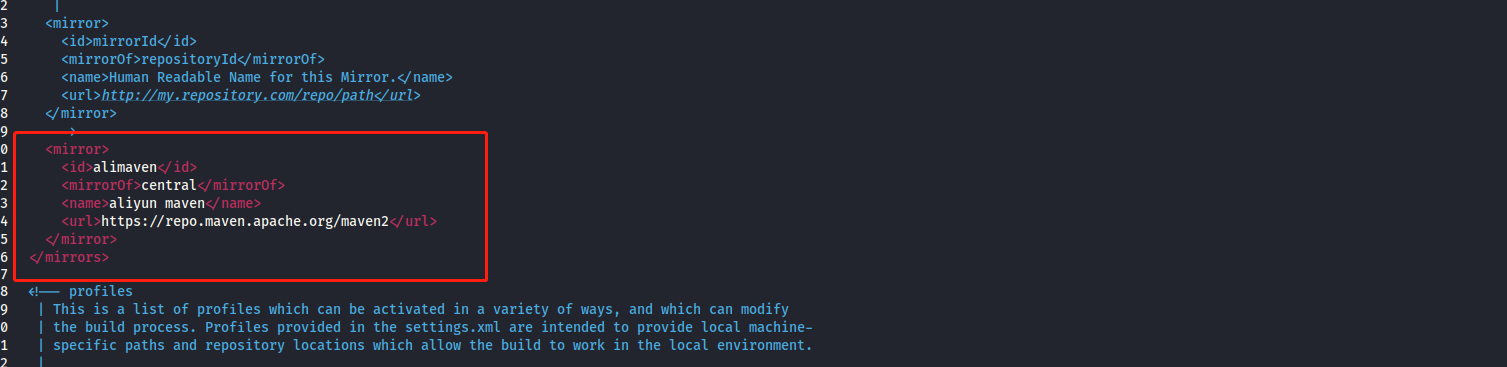 2      |
3     <mirror>
4       <id>mirrorId</id>
5       <mirrorOf>repositoryId</mirrorOf>
6       <name>Human Readable Name for this Mirror.</name>
7       <url>http://my.repository.com/repo/path</url>
8     </mirror>
9      -->
0     <mirror>
1       <id>alimaven</id>
2       <mirrorOf>central</mirrorOf>
3       <name>aliyun maven</name>
4       <url>https://repo.maven.apache.org/maven2</url>
5     </mirror>
6   </mirrors>
7
8   <!-- profiles
9    | This is a list of profiles which can be activated in a variety of ways, and which can modify
0    | the build process. Profiles provided in the settings.xml are intended to provide local machine-
1    | specific paths and repository locations which allow the build to work in the local environment.
2    |